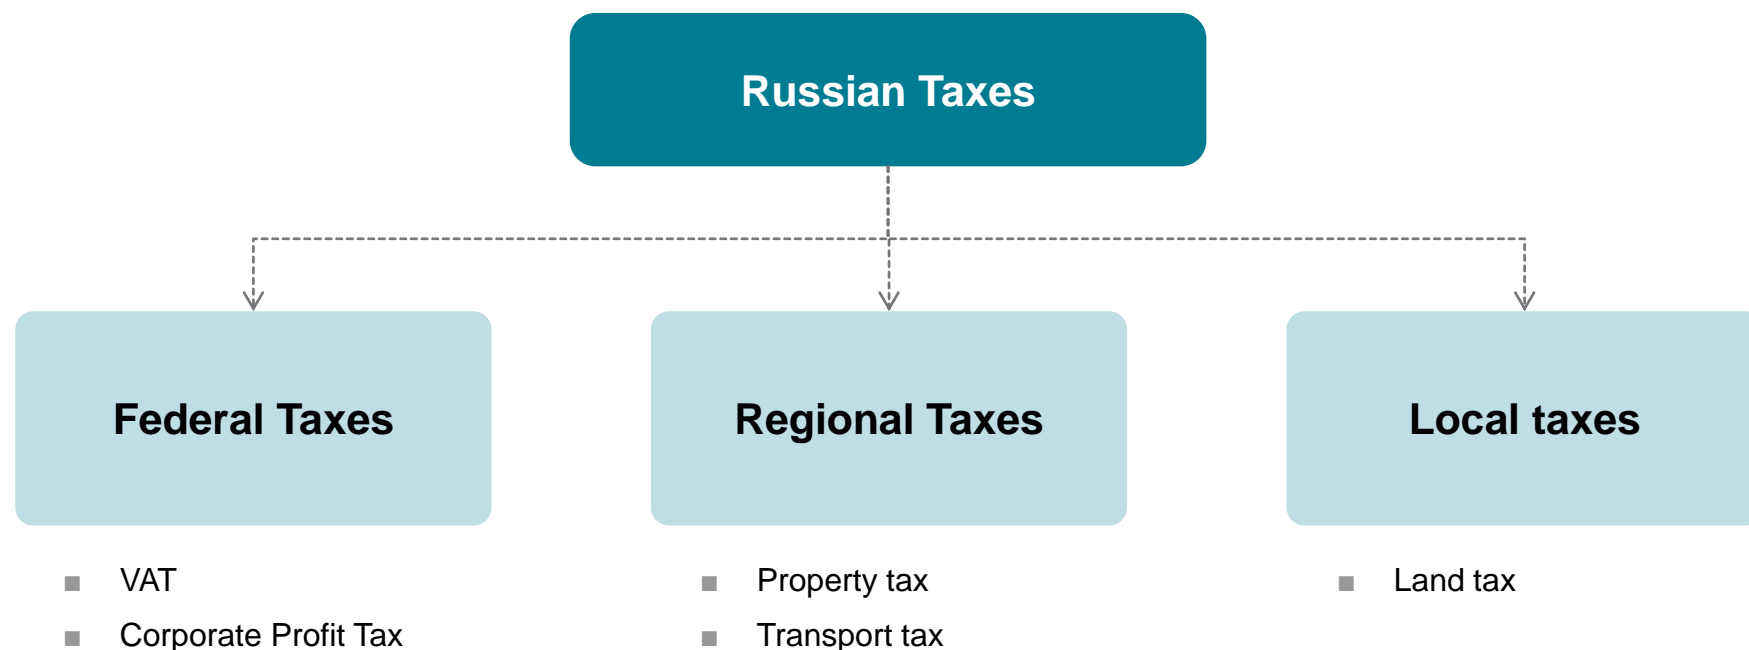 Russian Taxes
Federal Taxes
Regional Taxes
Local taxes
VAT
Corporate Profit Tax
Property tax
Transport tax
Land tax